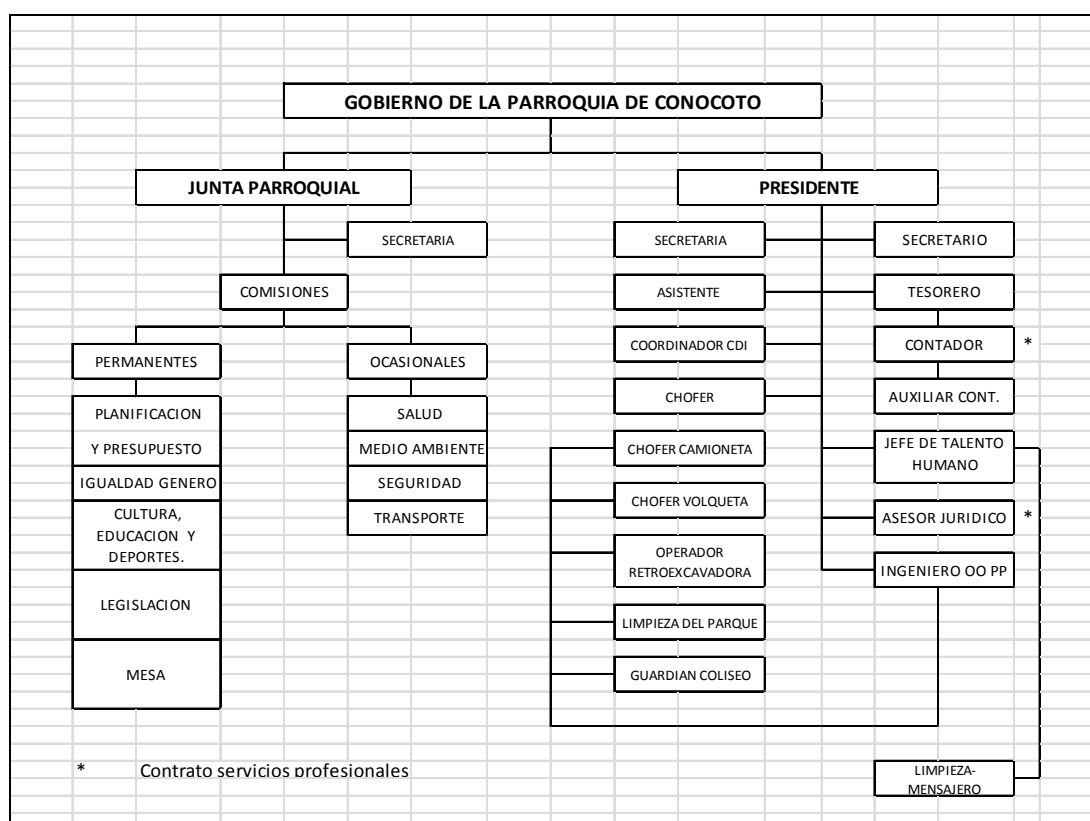 GOBIERNO DE LA PARROQUIA DE CONOCOTO
JUNTA PARROQUIAL
PRESIDENTE
SECRETARIA
SECRETARIA
SECRETARIO
COMISIONES
ASISTENTE
TESORERO
PERMANENTES
OCASIONALES
COORDINADOR CDI
CONTADOR *
CHOFER
AUXILIAR CONT.
PLANIFICACION
Y PRESUPUESTO
IGUALDAD GENERO
CULTURA,
EDUCACION Y
DEPORTES.
LEGISLACION
MESA
SALUD
MEDIO AMBIENTE
SEGURIDAD
TRANSPORTE
CHOFER CAMIONETA
CHOFER VOLQUETA
OPERADOR
RETROEXCAVADORA
LIMPIEZA DEL PARQUE
GUARDIAN COLISEO
JEFE DE TALENTO
HUMANO
ASESOR JURIDICO *
INGENIERO OO PP
* Contrato servicios profesionales
LIMPIEZA-
MENSAJERO